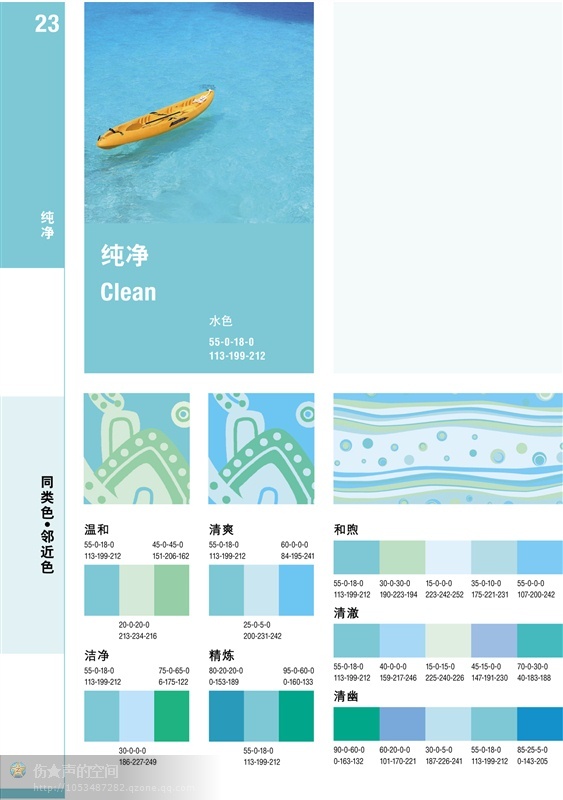 23
纯净
纯净
Clean
水色
55-0-18-0
113-199-212
同类色•邻近色
温和
55-0-18-0 45-0-45-0
113-199-212 151-206-162
20-0-20-0
213-234-216
清爽
55-0-18-0 60-0-0-0
113-199-212 84-195-241
25-0-5-0
200-231-242
洁净
55-0-18-0 75-0-65-0
113-199-212 6-175-122
30-0-0-0
186-227-249
精炼
80-20-20-0 95-0-60-0
0-153-189 0-160-133
55-0-18-0
113-199-212
和煦
55-0-18-0 30-0-30-0 15-0-0-0 35-0-10-0 55-0-0-0
113-199-212 190-223-194 223-242-252 175-221-231 107-200-242
清澈
55-0-18-0 40-0-0-0 15-0-15-0 45-15-0-0 70-0-30-0
113-199-212 159-217-246 225-240-226 147-191-230 40-183-188
清幽
90-0-60-0 60-20-0-0 30-0-5-0 55-0-18-0 85-25-5-0
0-163-132 101-170-221 187-226-241 113-199-212 0-143-205
伤★声的空间
http://1053487282.qzone.qq.com